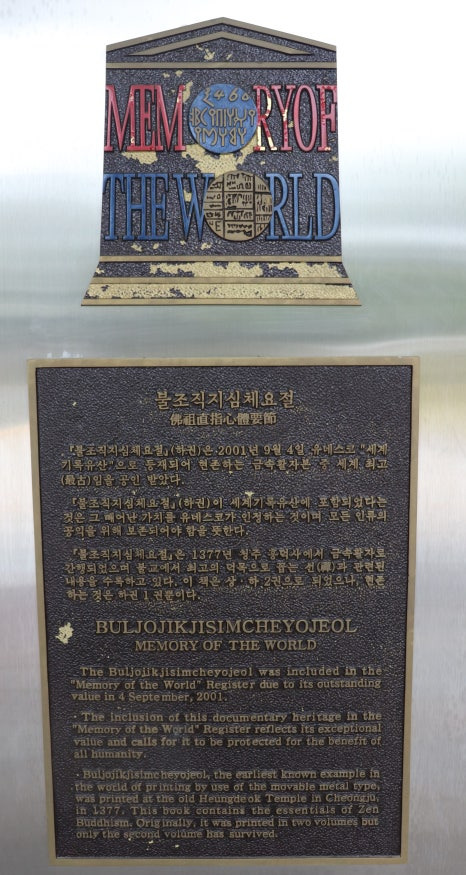 MEMORY OF
THE WORLD
불조직지심체요절
佛祖直指心體要節
『불조직지심체요절』(하권)은 2001년 9월 4일 유네스코 "세계
기록유산"으로 등재되어 현존하는 금속활자본 중 세계 최고
(最古)임을 공인 받았다.
『불조직지심체요절』(하권)이 세계기록유산에 포함되었다는
것은 그 빼어난 가치를 유네스코가 인정하는 것이며 모든 인류의
공익을 위해 보존되어야 함을 뜻한다.
『불조직지심체요절』은 1377년 청주 흥덕사에서 금속활자로
간행되었으며 불교에서 최고의 덕목으로 꼽는 선(禪)과 관련된
내용을 수록하고 있다. 이 책은 상·하 2권으로 되었으나, 현존
하는 것은 하권 1권뿐이다.
BULJOJIKJISIMCHEYOJEOL
MEMORY OF THE WORLD
· The Buljojikjisimcheyojeol was included in the
"Memory of the World" Register due to its outstanding
value in 4 September, 2001.
· The inclusion of this documentary heritage in the
"Memory of the World" Register reflects its exceptional
value and calls for it to be protected for the benefit of
all humanity.
· Buljojikjisimcheyojeol, the earliest known example in
the world of printing by use of the movable metal type,
was printed at the old Heungdeok Temple in Cheongju,
in 1377. This book contains the essentials of Zen
Buddhism. Originally, it was printed in two volumes but
only the second volume has survived.